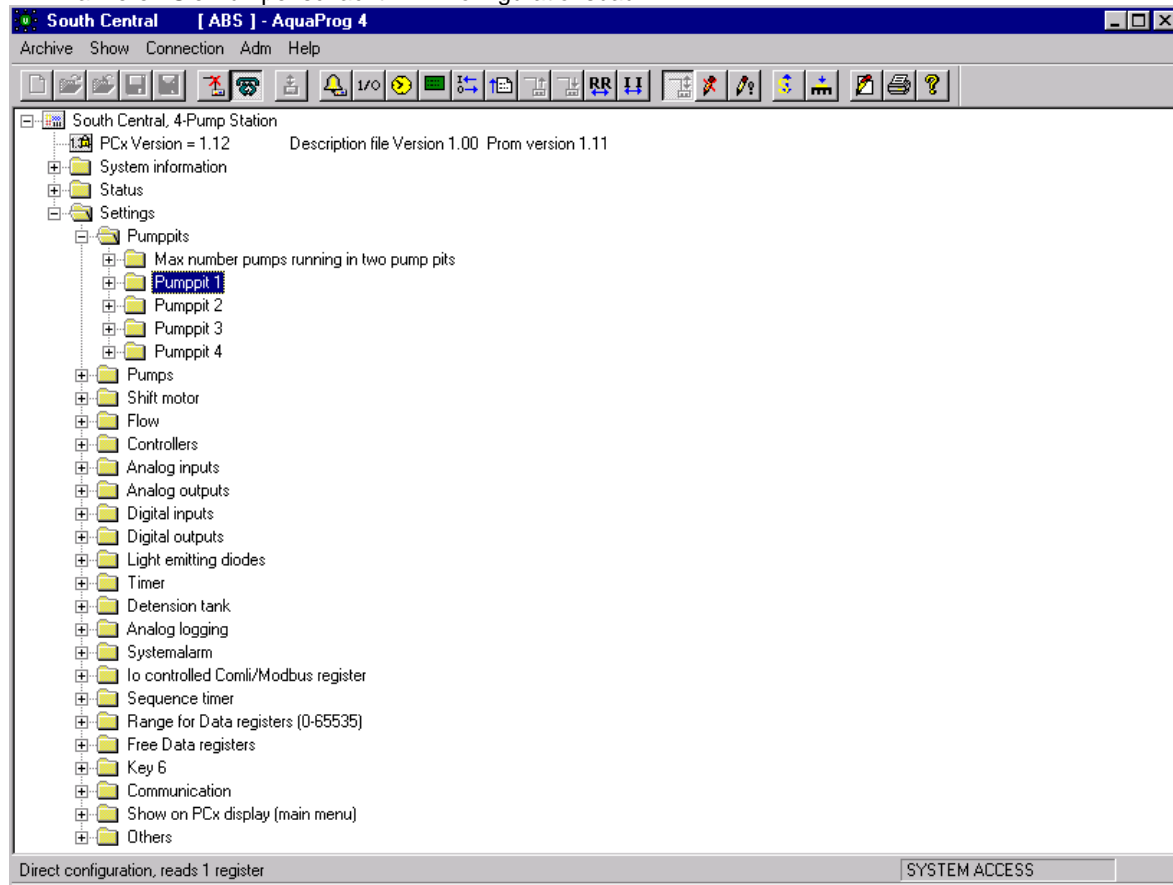 South Central [ ABS ] - AquaProg 4
Archive Show Connection Adm Help
I/O RR
South Central, 4-Pump Station
PCx Version = 1.12 Description file Version 1.00 Prom version 1.11
System information
Status
Settings
Pumppits
Max number pumps running in two pump pits
Pumppit 1
Pumppit 2
Pumppit 3
Pumppit 4
Pumps
Shift motor
Flow
Controllers
Analog inputs
Analog outputs
Digital inputs
Digital outputs
Light emitting diodes
Timer
Detension tank
Analog logging
Systemalarm
Io controlled Comli/Modbus register
Sequence timer
Range for Data registers (0-65535)
Free Data registers
Key 6
Communication
Show on PCx display (main menu)
Others
Direct configuration, reads 1 register SYSTEM ACCESS